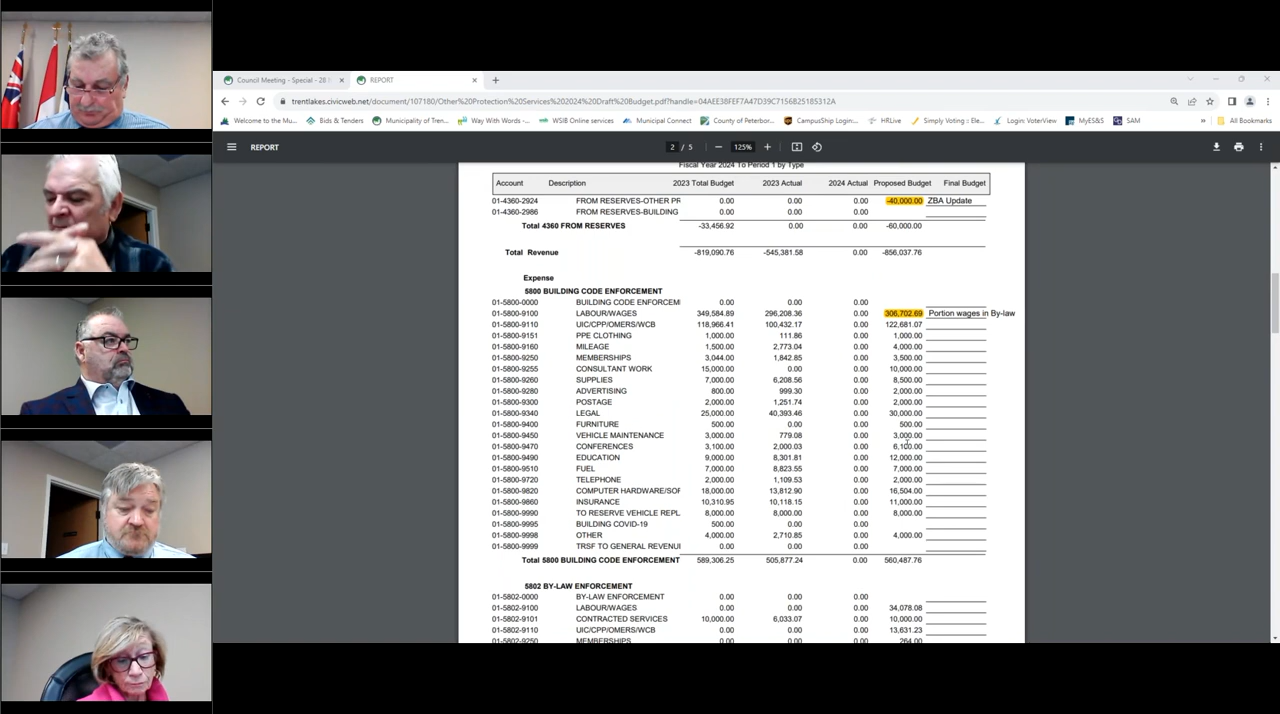 Council Meeting - Special - 28 N
REPORT
trentlakes.civicweb.net/document/107180/Other%20Protection%20Services%202024%20Draft%20Budget.pdf?handle=04AEE38FEF7A47D39C7156B25185312A
Welcome to the Mu... Bids & Tenders Municipality of Tren... Way With Words -... WSIB Online services Municipal Connect County of Peterbor... CampusShip Login:... HRLive Simply Voting :: Ele... Login: VoterView MyES&S SAM All Bookmarks
REPORT 2 / 5 125%
Fiscal Year 2024 To Period 1 by Type
Account Description 2023 Total Budget 2023 Actual 2024 Actual Proposed Budget Final Budget
01-4360-2924 FROM RESERVES-OTHER PR 0.00 0.00 0.00 -40,000.00 ZBA Update
01-4360-2986 FROM RESERVES-BUILDING 0.00 0.00 0.00
Total 4360 FROM RESERVES -33,456.92 0.00 0.00 -60,000.00
Total Revenue -819,090.76 -545,381.58 0.00 -856,037.76
Expense
5800 BUILDING CODE ENFORCEMENT
01-5800-0000 BUILDING CODE ENFORCEM 0.00 0.00 0.00
01-5800-9100 LABOUR/WAGES 349,584.89 296,208.36 0.00 306,702.69 Portion wages in By-law
01-5800-9110 UIC/CPP/OMERS/WCB 118,966.41 100,432.17 0.00 122,681.07
01-5800-9151 PPE CLOTHING 1,000.00 111.86 0.00 1,000.00
01-5800-9160 MILEAGE 1,500.00 2,773.04 0.00 4,000.00
01-5800-9250 MEMBERSHIPS 3,044.00 1,842.85 0.00 3,500.00
01-5800-9255 CONSULTANT WORK 15,000.00 0.00 0.00 10,000.00
01-5800-9260 SUPPLIES 7,000.00 6,208.56 0.00 8,500.00
01-5800-9280 ADVERTISING 800.00 999.30 0.00 2,000.00
01-5800-9300 POSTAGE 2,000.00 1,251.74 0.00 2,000.00
01-5800-9340 LEGAL 25,000.00 40,393.46 0.00 30,000.00
01-5800-9400 FURNITURE 500.00 0.00 0.00 500.00
01-5800-9450 VEHICLE MAINTENANCE 3,000.00 779.08 0.00 3,000.00
01-5800-9470 CONFERENCES 3,100.00 2,000.03 0.00 6,100.00
01-5800-9490 EDUCATION 9,000.00 8,301.81 0.00 12,000.00
01-5800-9510 FUEL 7,000.00 8,823.55 0.00 7,000.00
01-5800-9720 TELEPHONE 2,000.00 1,109.53 0.00 2,000.00
01-5800-9820 COMPUTER HARDWARE/SOF 18,000.00 13,812.90 0.00 16,504.00
01-5800-9860 INSURANCE 10,310.95 10,118.15 0.00 11,000.00
01-5800-9990 TO RESERVE VEHICLE REPL 8,000.00 8,000.00 0.00 8,000.00
01-5800-9995 BUILDING COVID-19 500.00 0.00 0.00
01-5800-9998 OTHER 4,000.00 2,710.85 0.00 4,000.00
01-5800-9999 TRSF TO GENERAL REVENUI 0.00 0.00 0.00
Total 5800 BUILDING CODE ENFORCEMENT 589,306.25 505,877.24 0.00 560,487.76
5802 BY-LAW ENFORCEMENT
01-5802-0000 BY-LAW ENFORCEMENT 0.00 0.00 0.00
01-5802-9100 LABOUR/WAGES 0.00 0.00 0.00 34,078.08
01-5802-9101 CONTRACTED SERVICES 10,000.00 6,033.07 0.00 10,000.00
01-5802-9110 UIC/CPP/OMERS/WCB 0.00 0.00 0.00 13,631.23
01-5802-9250 MEMBERSHIPS 0.00 0.00 0.00 264.00